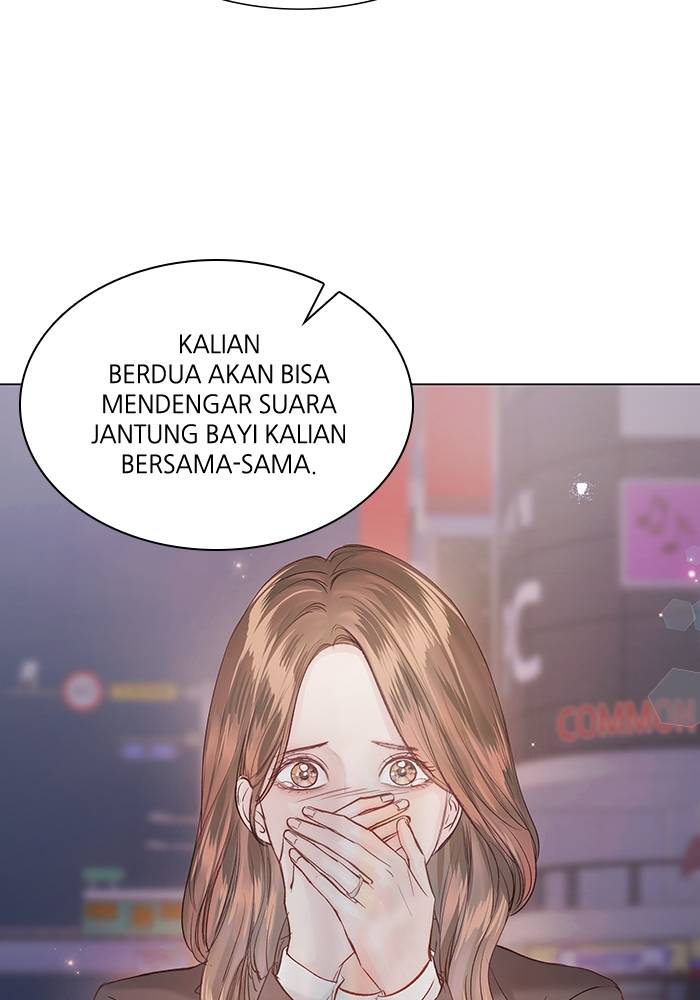 KALIAN
BERDUA AKAN BISA
MENDENGAR SUARA
JANTUNG BAYI KALIAN
BERSAMA-SAMA.
COMMON